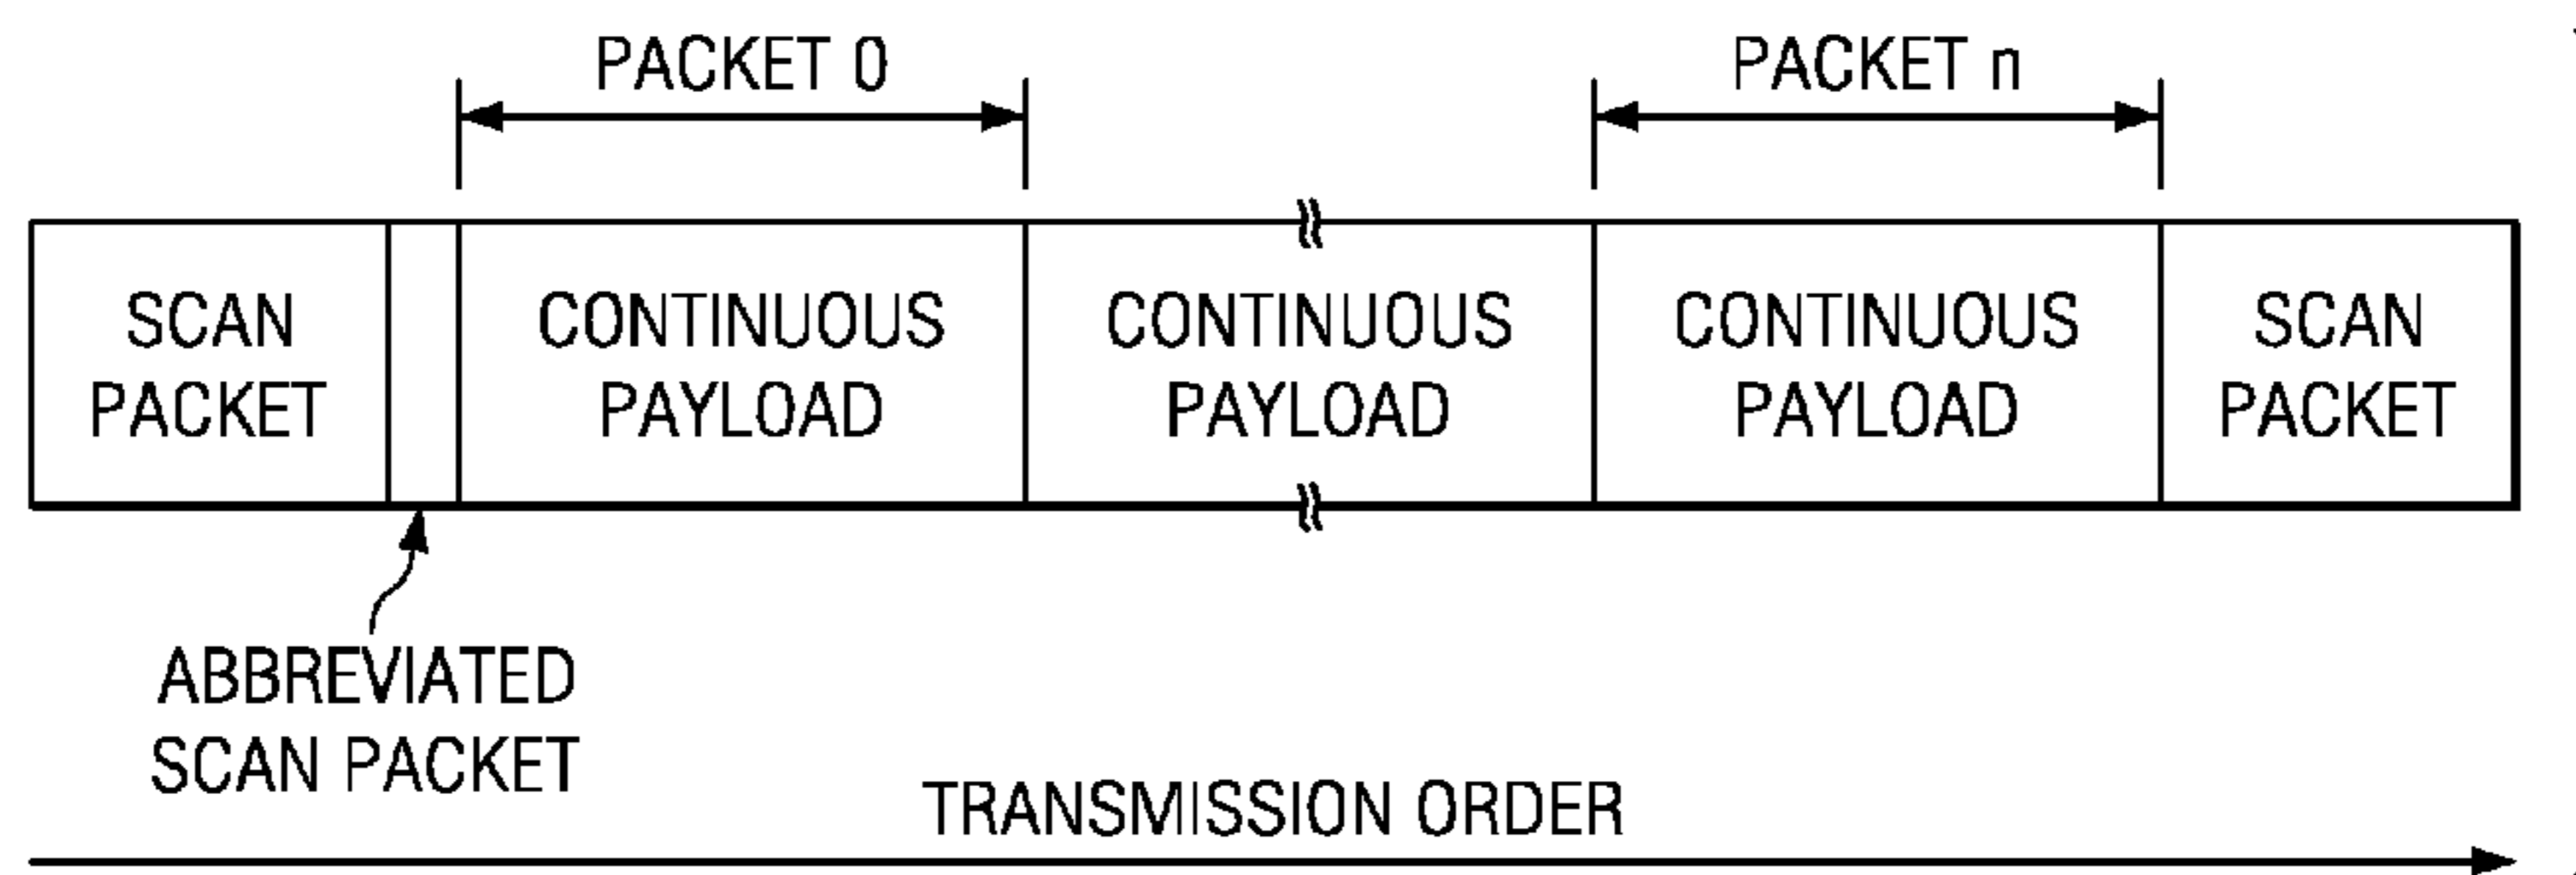 PACKET 0
PACKET n
SCAN
PACKET
CONTINUOUS
PAYLOAD
CONTINUOUS
PAYLOAD
CONTINUOUS
PAYLOAD
SCAN
PACKET
ABBREVIATED
SCAN PACKET
TRANSMISSION ORDER